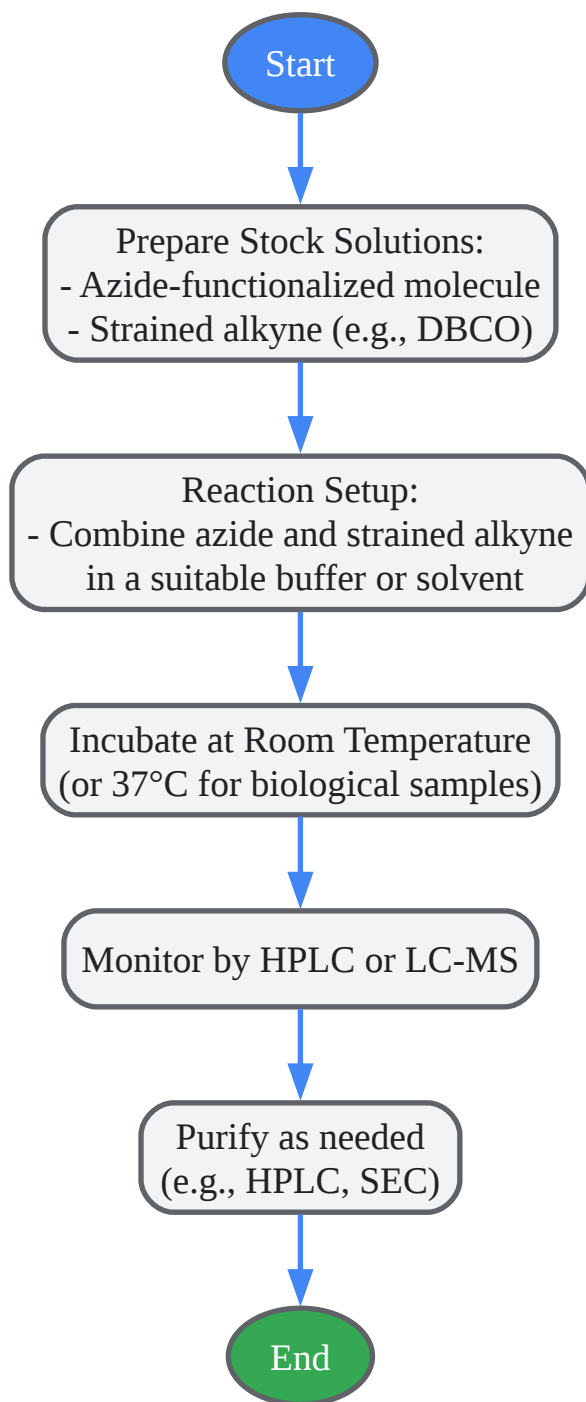 Start
Prepare Stock Solutions:
- Azide-functionalized molecule
- Strained alkyne (e.g., DBCO)
Reaction Setup:
- Combine azide and strained alkyne
in a suitable buffer or solvent
Incubate at Room Temperature
(or 37°C for biological samples)
Monitor by HPLC or LC-MS
Purify as needed
(e.g., HPLC, SEC)
End